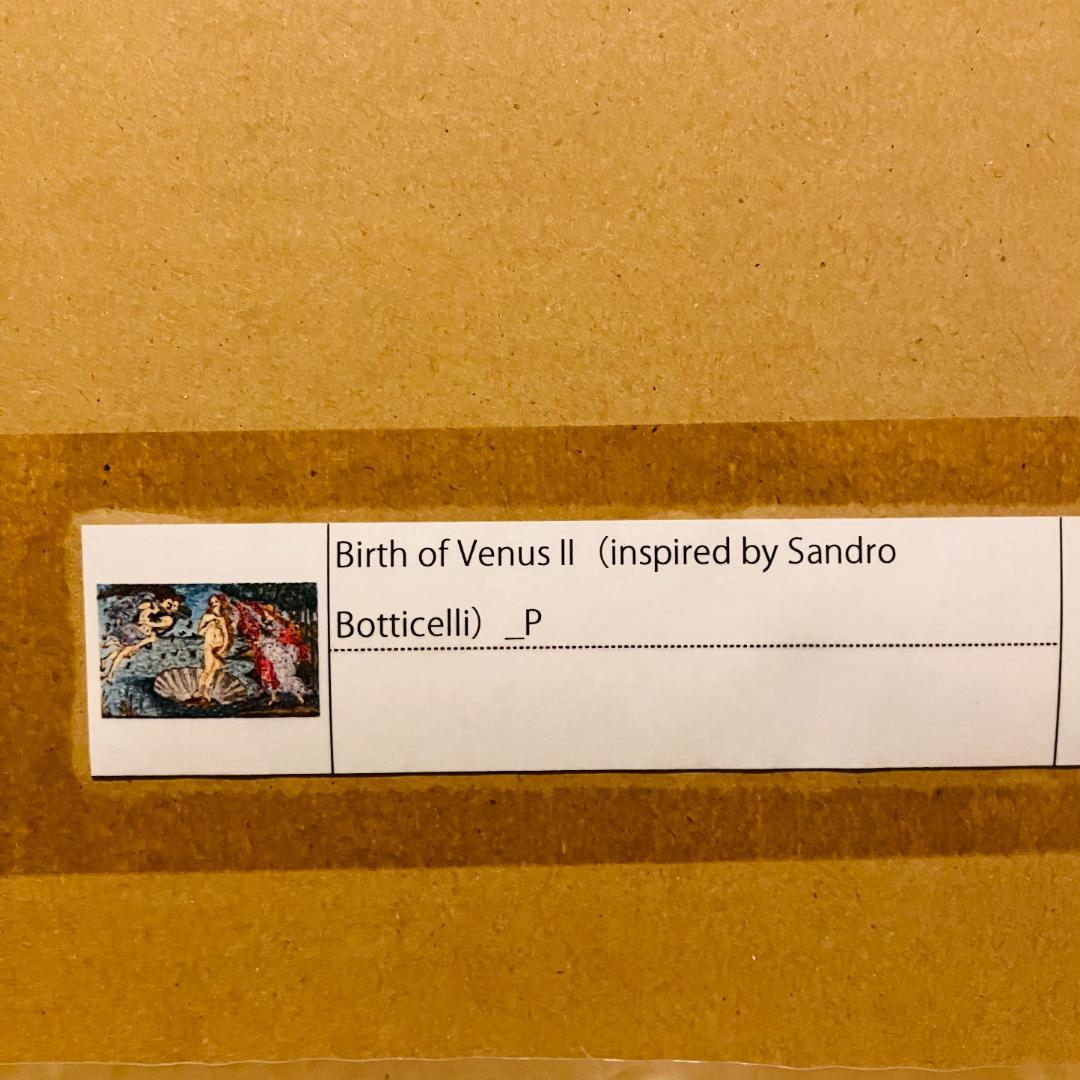 Birth of Venus II（inspired by Sandro
Botticelli）_P